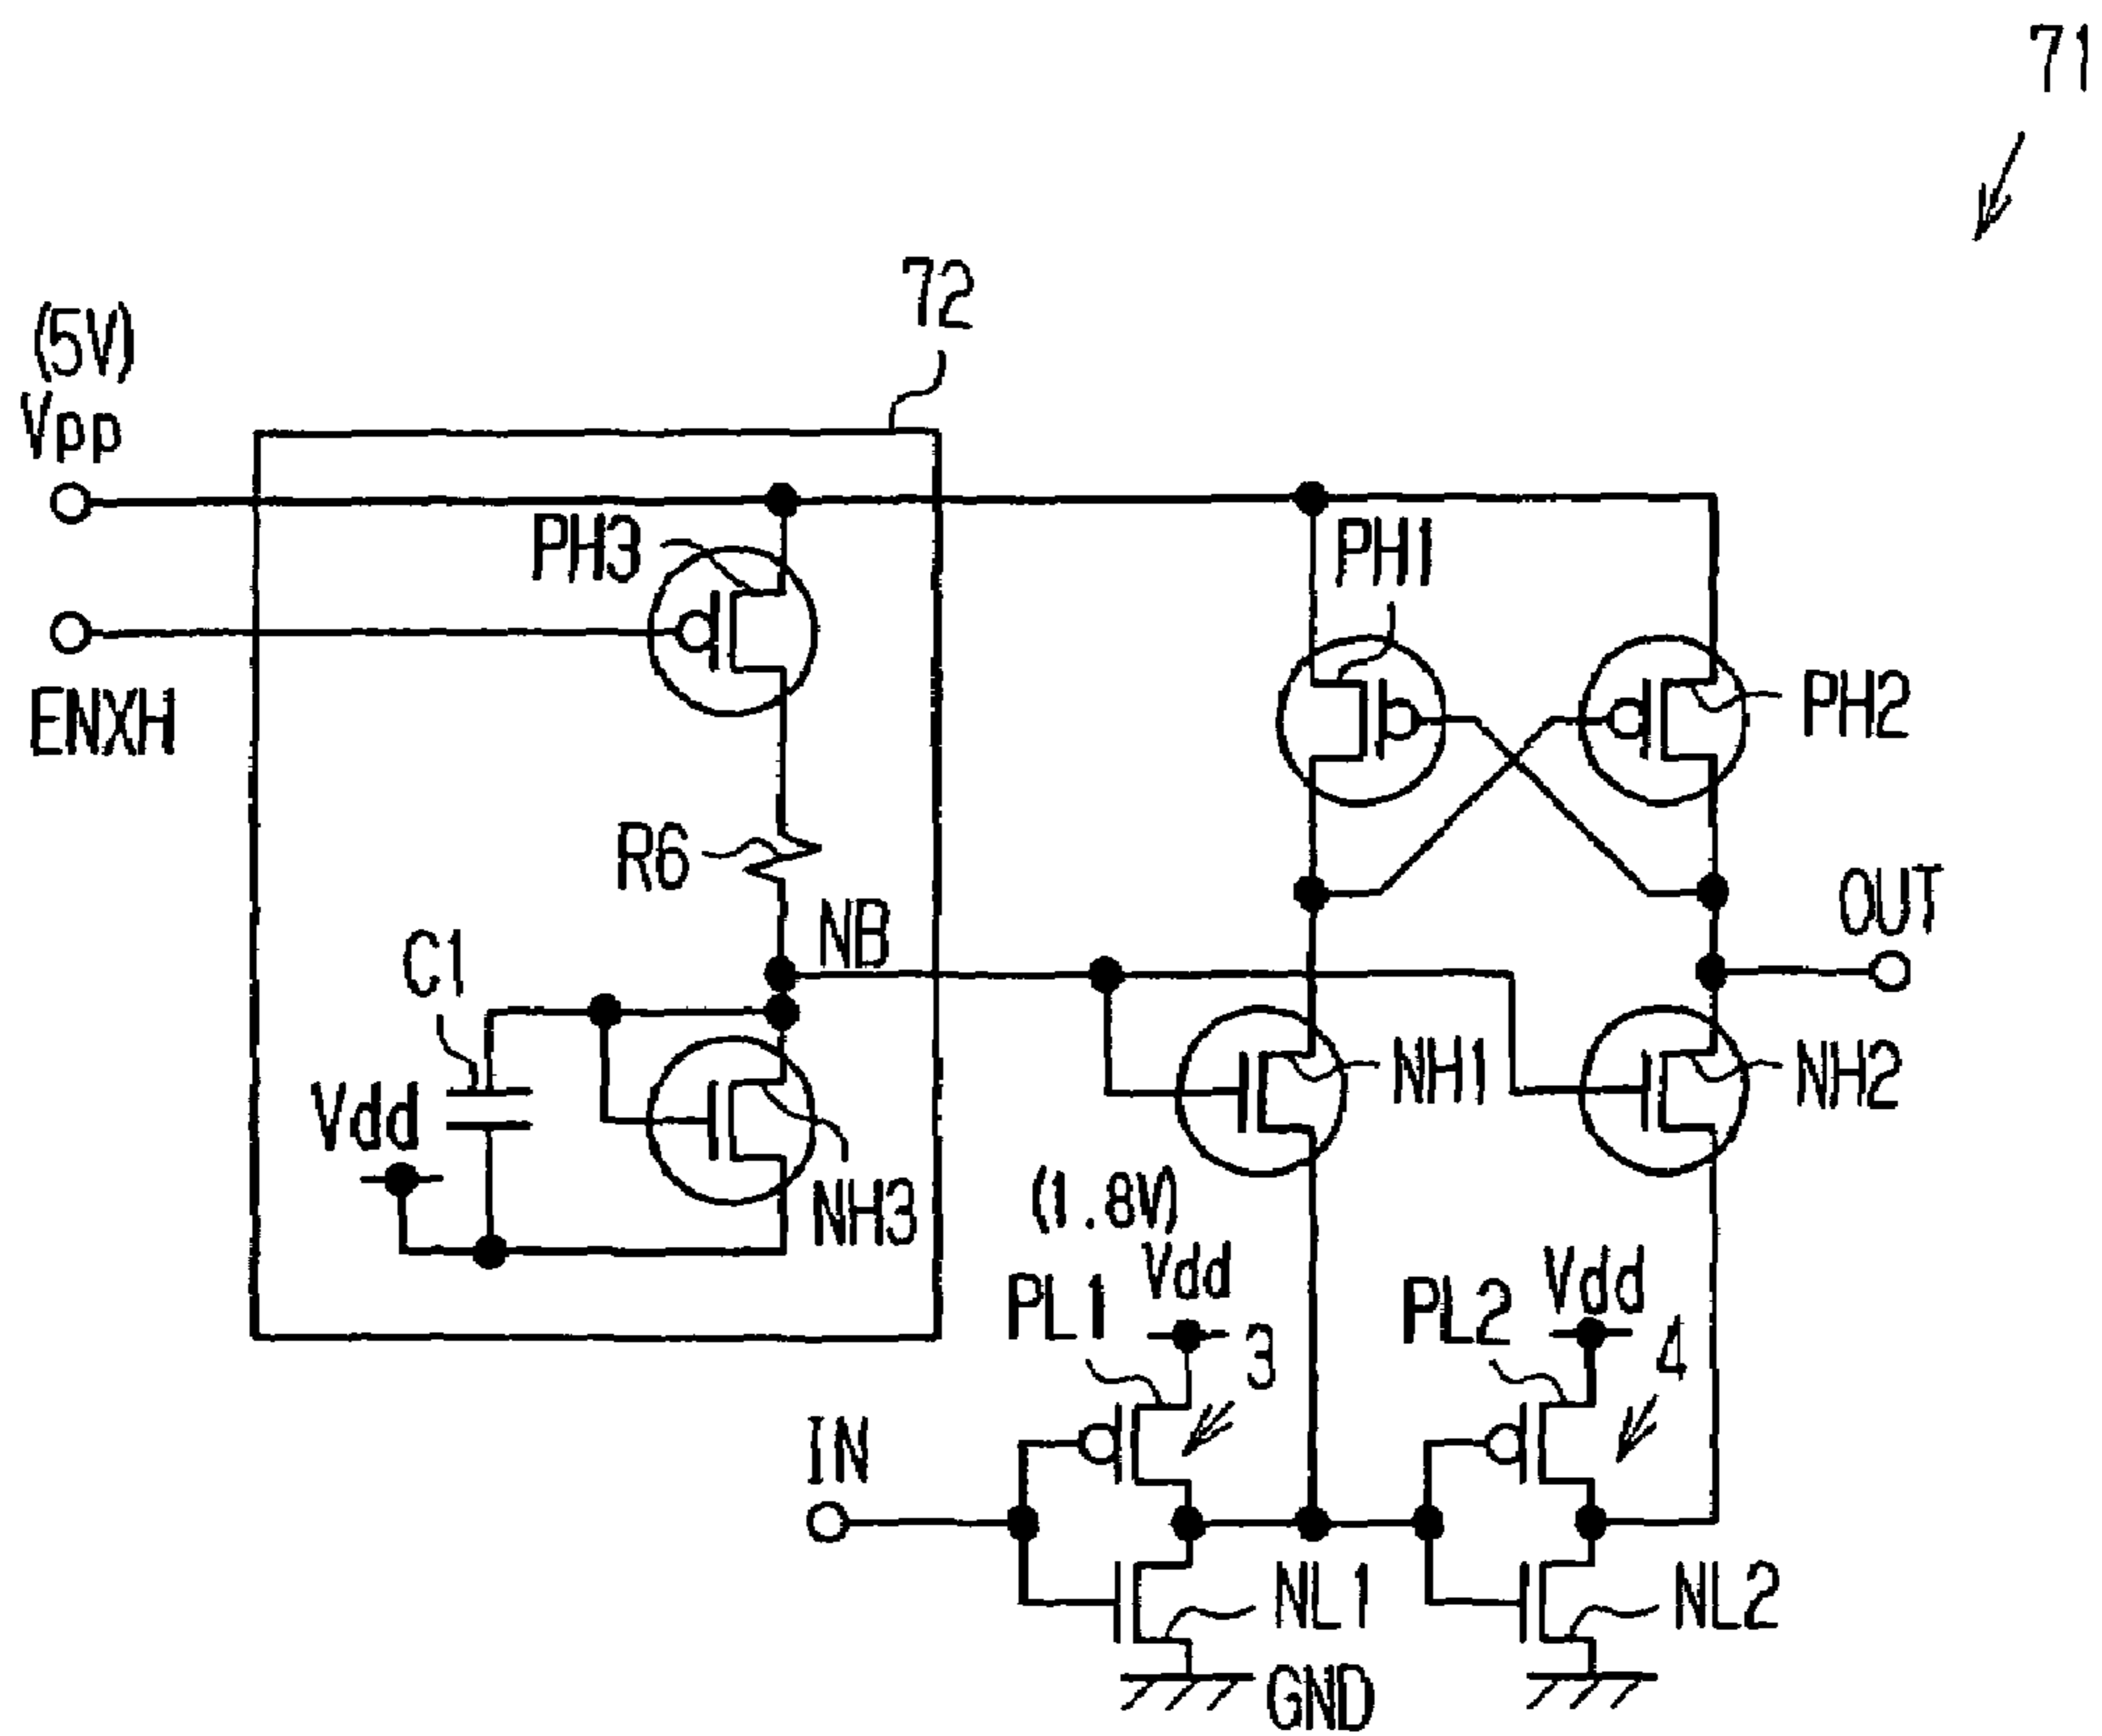 71
72
(5V)
Vpp
PH3
PH1
ENXH
PH2
R6
NB
OUT
C1
NH1
NH2
Vdd
NH3
(1.8V)
Vdd
PL1
PL2
Vdd
3
4
IN
NL1
NL2
GND